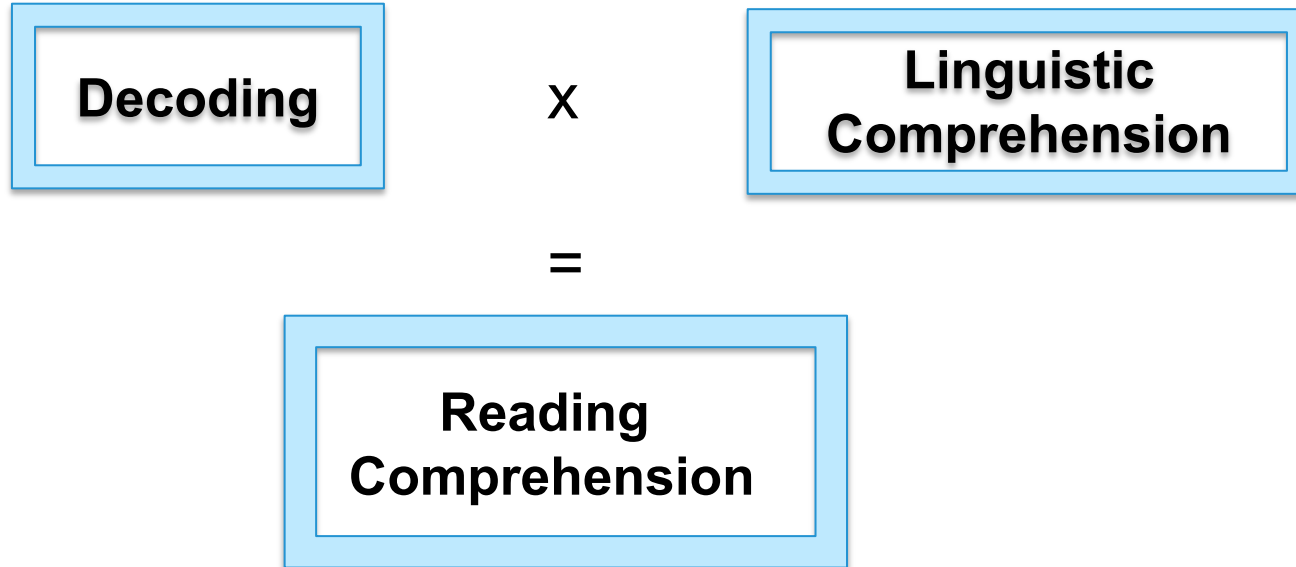 Decoding
x
Linguistic
Comprehension
=
Reading
Comprehension